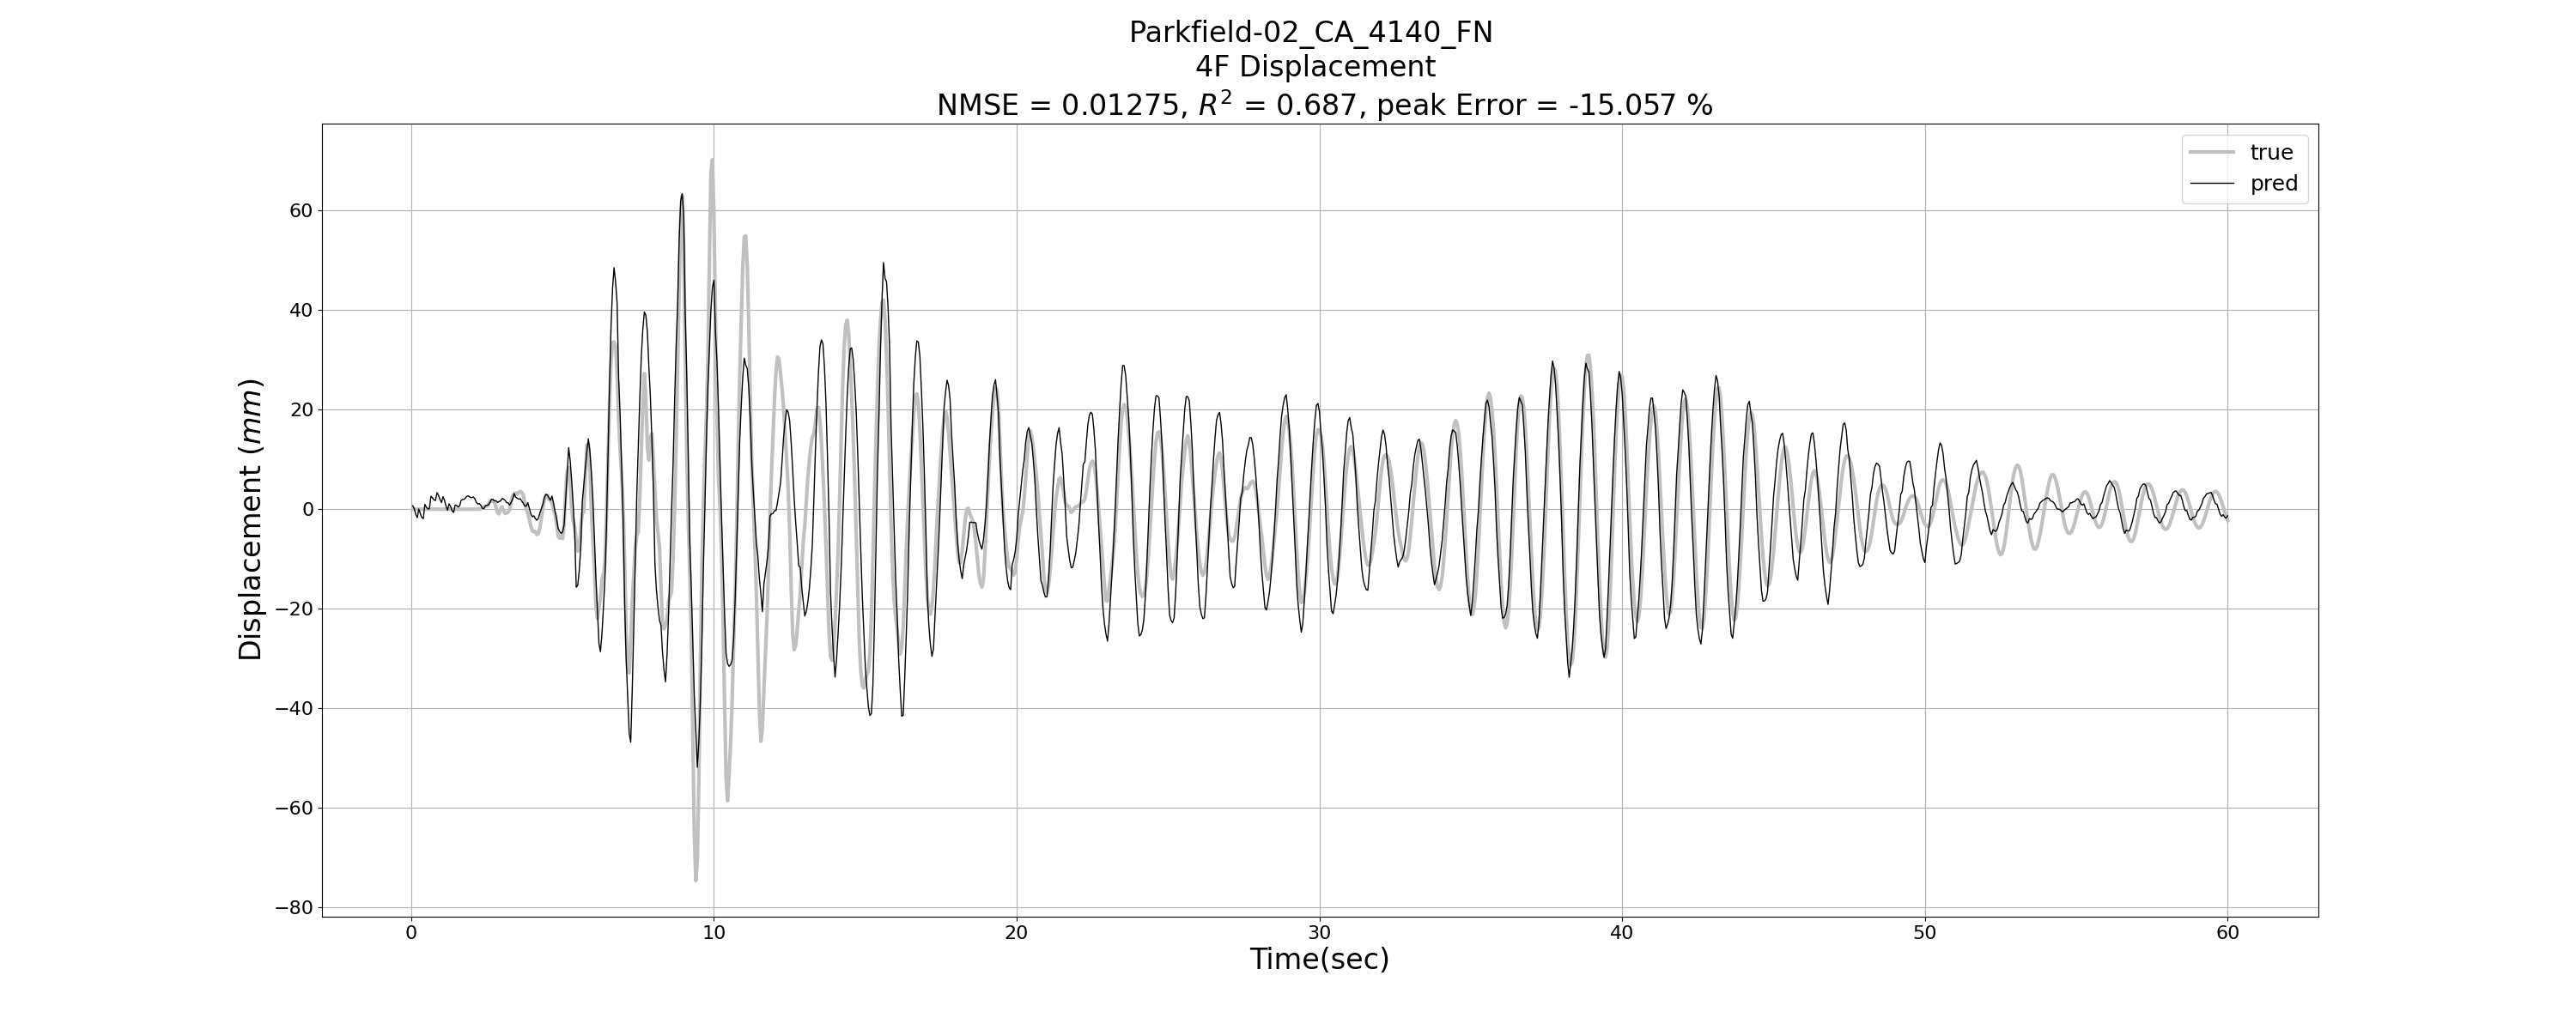 Parkfield-02_CA_4140_FN
4F Displacement
NMSE = 0.01275, R² = 0.687, peak Error = -15.057 %
true
pred
Displacement (mm)
60
40
20
0
−20
−40
−60
−80
0 10 20 30 40 50 60
Time(sec)